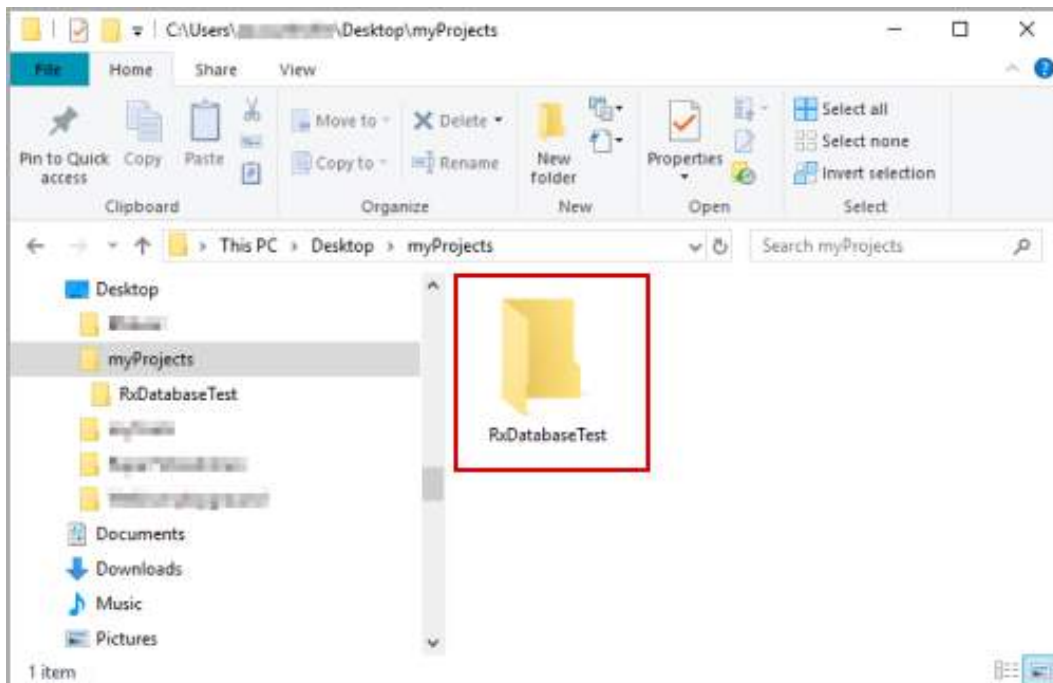 C:\Users\ \Desktop\myProjects
File Home Share View
Pin to Quick access
Copy
Paste
Move to
Copy to
Delete
Rename
New folder
Properties
Select all
Select none
Invert selection
Clipboard Organize New Open Select
This PC > Desktop > myProjects
Search myProjects
Desktop
myProjects
RxDatabaseTest
Documents
Downloads
Music
Pictures
RxDatabaseTest
1 item